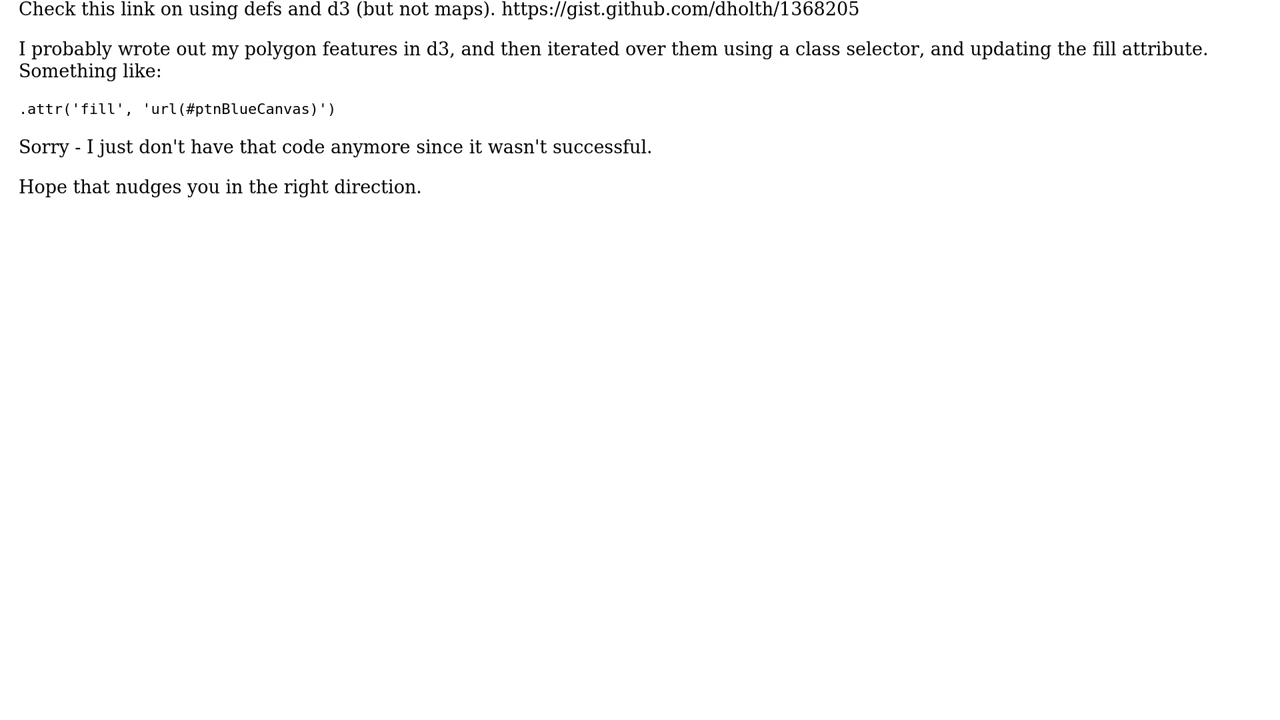 Check this link on using defs and d3 (but not maps). https://gist.github.com/dholth/1368205
I probably wrote out my polygon features in d3, and then iterated over them using a class selector, and updating the fill attribute.
Something like:
.attr('fill', 'url(#ptnBlueCanvas)')
Sorry - I just don't have that code anymore since it wasn't successful.
Hope that nudges you in the right direction.